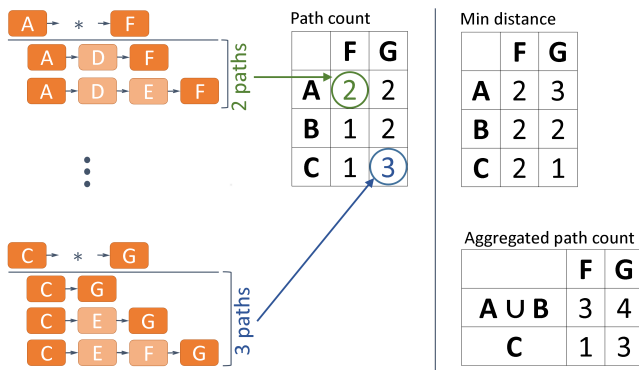 A * F
A D F
A D E F
2 paths
C * G
C G
C E G
C E F G
3 paths
Path count
F G
A 2 2
B 1 2
C 1 3
Min distance
F G
A 2 3
B 2 2
C 2 1
Aggregated path count
F G
A ∪ B 3 4
C 1 3